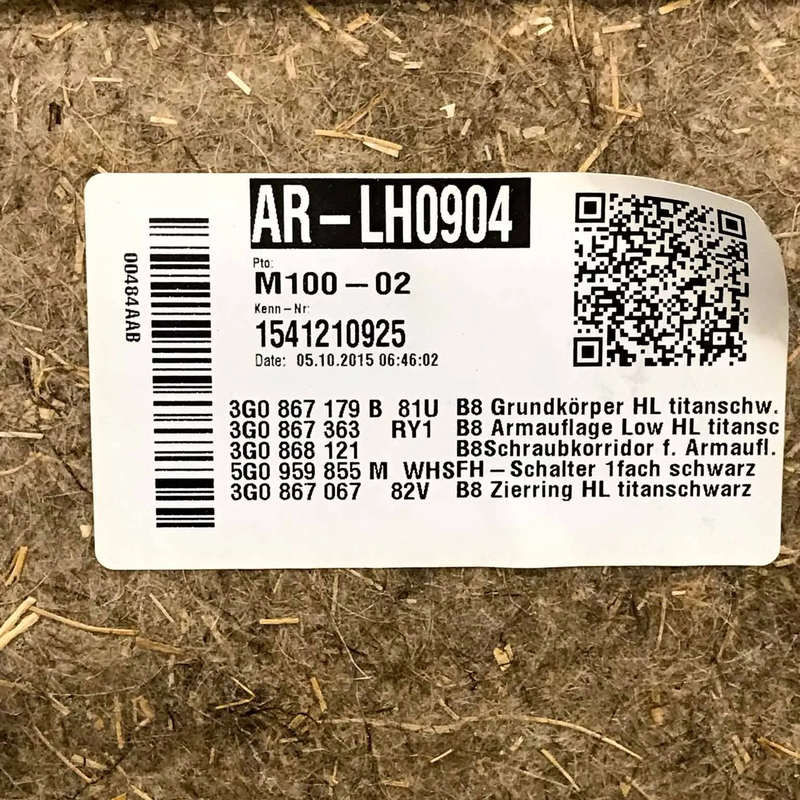 AR-LH0904
Pto:
M100-02
Kenn-Nr:
1541210925
Date: 05.10.2015 06:46:02
00484AAB
3G0 867 179 B 81U B8 Grundkörper HL titanschw.
3G0 867 363 RY1 B8 Armauflage Low HL titansc
3G0 868 121 B8Schraubkorridor f. Armaufl.
5G0 959 855 M WHSFH-Schalter 1fach schwarz
3G0 867 067 82V B8 Zierring HL titanschwarz